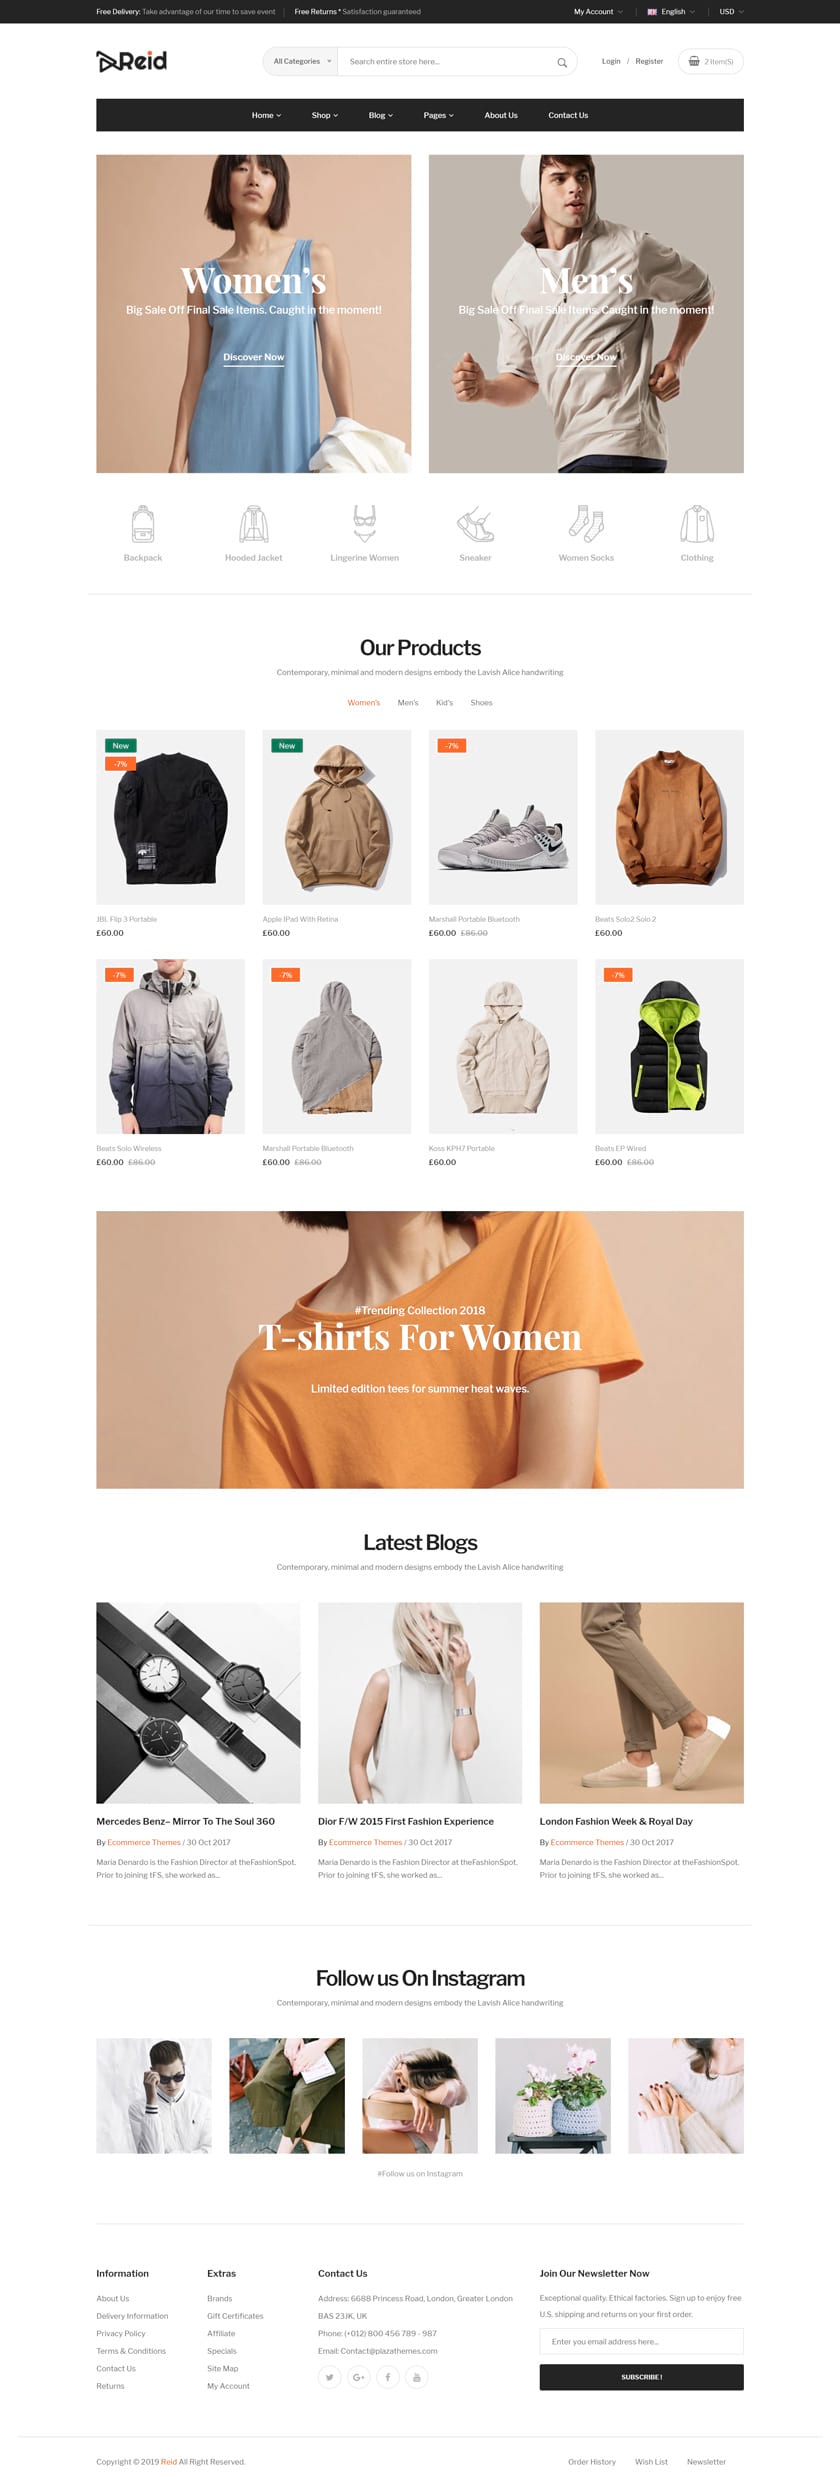 Free Delivery: Take advantage of our time to save event
Free Returns * Satisfaction guaranteed
My Account
English
USD
Reid
All Categories
Search entire store here...
Login / Register
2 Item(S)
Home
Shop
Blog
Pages
About Us
Contact Us
Women's
Big Sale Off Final Sale Items. Caught in the moment!
Discover Now
Men's
Big Sale Off Final Sale Items. Caught in the moment!
Discover Now
Backpack
Hooded Jacket
Lingerine Women
Sneaker
Women Socks
Clothing
Our Products
Contemporary, minimal and modern designs embody the Lavish Alice handwriting
Women's
Men's
Kid's
Shoes
New
-7%
New
-7%
JBL Flip 3 Portable
£60.00
Apple IPad With Retina
£60.00
Marshall Portable Bluetooth
£60.00 £86.00
Beats Solo2 Solo 2
£60.00
-7%
-7%
-7%
Beats Solo Wireless
£60.00 £86.00
Marshall Portable Bluetooth
£60.00 £86.00
Koss KPH7 Portable
£60.00
Beats EP Wired
£60.00 £86.00
#Trending Collection 2018
T-shirts For Women
Limited edition tees for summer heat waves.
Latest Blogs
Contemporary, minimal and modern designs embody the Lavish Alice handwriting
Mercedes Benz– Mirror To The Soul 360
By Ecommerce Themes / 30 Oct 2017
Maria Denardo is the Fashion Director at theFashionSpot.
Prior to joining tFS, she worked as...
Dior F/W 2015 First Fashion Experience
By Ecommerce Themes / 30 Oct 2017
Maria Denardo is the Fashion Director at theFashionSpot.
Prior to joining tFS, she worked as...
London Fashion Week & Royal Day
By Ecommerce Themes / 30 Oct 2017
Maria Denardo is the Fashion Director at theFashionSpot.
Prior to joining tFS, she worked as...
Follow us On Instagram
Contemporary, minimal and modern designs embody the Lavish Alice handwriting
#Follow us on Instagram
Information
About Us
Delivery Information
Privacy Policy
Terms & Conditions
Contact Us
Returns
Extras
Brands
Gift Certificates
Affiliate
Specials
Site Map
My Account
Contact Us
Address: 6688 Princess Road, London, Greater London
BAS 23JK, UK
Phone: (+012) 800 456 789 - 987
Email: Contact@plazathemes.com
Join Our Newsletter Now
Exceptional quality. Ethical factories. Sign up to enjoy free
U.S. shipping and returns on your first order.
Enter you email address here...
SUBSCRIBE !
Copyright © 2019 Reid All Right Reserved.
Order History
Wish List
Newsletter